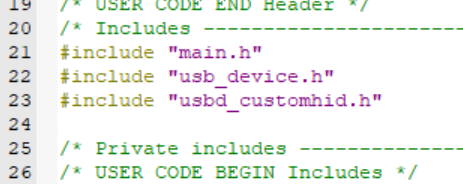 19 /* USER CODE END Header */
20 /* Includes ------------------------
21 #include "main.h"
22 #include "usb_device.h"
23 #include "usbd_customhid.h"
24
25 /* Private includes ---------------
26 /* USER CODE BEGIN Includes */